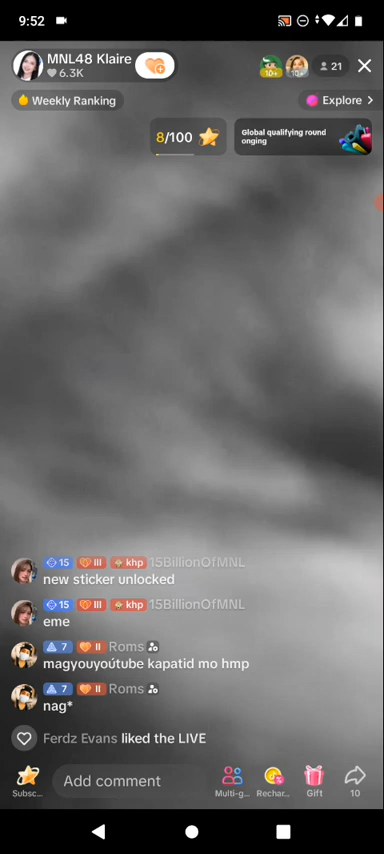 9:52
MNL48 Klaire
6.3K
10+
10+
21
Weekly Ranking
Explore
8/100
Global qualifying round
onging
15 III khp 15BillionOfMNL
new sticker unlocked
15 III khp 15BillionOfMNL
eme
7 II Roms
magyouyoútube kapatid mo hmp
7 II Roms
nag*
Ferdz Evans liked the LIVE
Add comment
Subsc...
Multi-g...
Rechar...
Gift
10